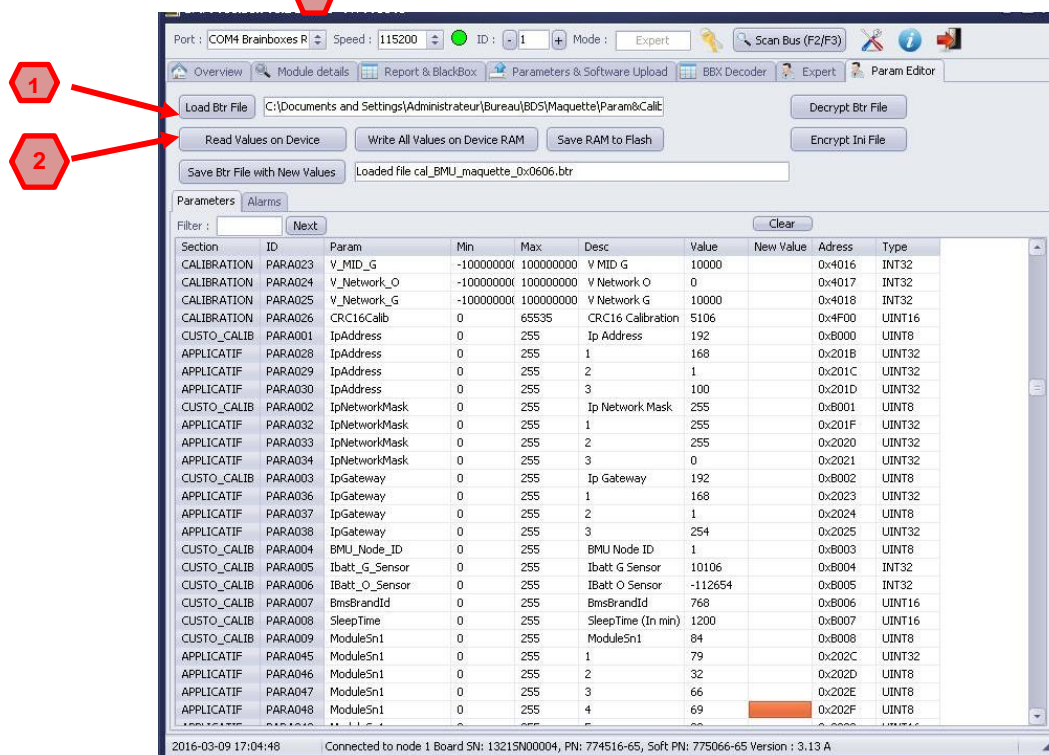 Port : COM4 Brainboxes R Speed : 115200 ID : - 1 + Mode : Expert Scan Bus (F2/F3)
Overview Module details Report & BlackBox Parameters & Software Upload BBX Decoder Expert Param Editor
1
Load Btr File C:\Documents and Settings\Administrateur\Bureau\BDS\Maquette\Param&Calib Decrypt Btr File
2
Read Values on Device Write All Values on Device RAM Save RAM to Flash Encrypt Ini File
Save Btr File with New Values Loaded file cal_BMU_maquette_0x0606.btr
Parameters Alarms
Filter : Next Clear
Section ID Param Min Max Desc Value New Value Adress Type
CALIBRATION PARA023 V_MID_G -10000000( 100000000 V MID G 10000 0x4016 INT32
CALIBRATION PARA024 V_Network_O -10000000( 100000000 V Network O 0 0x4017 INT32
CALIBRATION PARA025 V_Network_G -10000000( 100000000 V Network G 10000 0x4018 INT32
CALIBRATION PARA026 CRC16Calib 0 65535 CRC16 Calibration 5106 0x4F00 UINT16
CUSTO_CALIB PARA001 IpAddress 0 255 Ip Address 192 0xB000 UINT8
APPLICATIF PARA028 IpAddress 0 255 1 168 0x201B UINT32
APPLICATIF PARA029 IpAddress 0 255 2 1 0x201C UINT32
APPLICATIF PARA030 IpAddress 0 255 3 100 0x201D UINT32
CUSTO_CALIB PARA002 IpNetworkMask 0 255 Ip Network Mask 255 0xB001 UINT8
APPLICATIF PARA032 IpNetworkMask 0 255 1 255 0x201F UINT32
APPLICATIF PARA033 IpNetworkMask 0 255 2 255 0x2020 UINT32
APPLICATIF PARA034 IpNetworkMask 0 255 3 0 0x2021 UINT32
CUSTO_CALIB PARA003 IpGateway 0 255 Ip Gateway 192 0xB002 UINT8
APPLICATIF PARA036 IpGateway 0 255 1 168 0x2023 UINT32
APPLICATIF PARA037 IpGateway 0 255 2 1 0x2024 UINT8
APPLICATIF PARA038 IpGateway 0 255 3 254 0x2025 UINT32
CUSTO_CALIB PARA004 BMU_Node_ID 0 255 BMU Node ID 1 0xB003 UINT8
CUSTO_CALIB PARA005 Ibatt_G_Sensor 0 255 Ibatt G Sensor 10106 0xB004 INT32
CUSTO_CALIB PARA006 IBatt_O_Sensor 0 255 IBatt O Sensor -112654 0xB005 INT32
CUSTO_CALIB PARA007 BmsBrandId 0 255 BmsBrandId 768 0xB006 UINT16
CUSTO_CALIB PARA008 SleepTime 0 255 SleepTime (In min) 1200 0xB007 UINT16
CUSTO_CALIB PARA009 ModuleSn1 0 255 ModuleSn1 84 0xB008 UINT8
APPLICATIF PARA045 ModuleSn1 0 255 1 79 0x202C UINT32
APPLICATIF PARA046 ModuleSn1 0 255 2 32 0x202D UINT8
APPLICATIF PARA047 ModuleSn1 0 255 3 66 0x202E UINT8
APPLICATIF PARA048 ModuleSn1 0 255 4 69 0x202F UINT8
2016-03-09 17:04:48 Connected to node 1 Board SN: 1321SN00004, PN: 774516-65, Soft PN: 775066-65 Version : 3.13 A